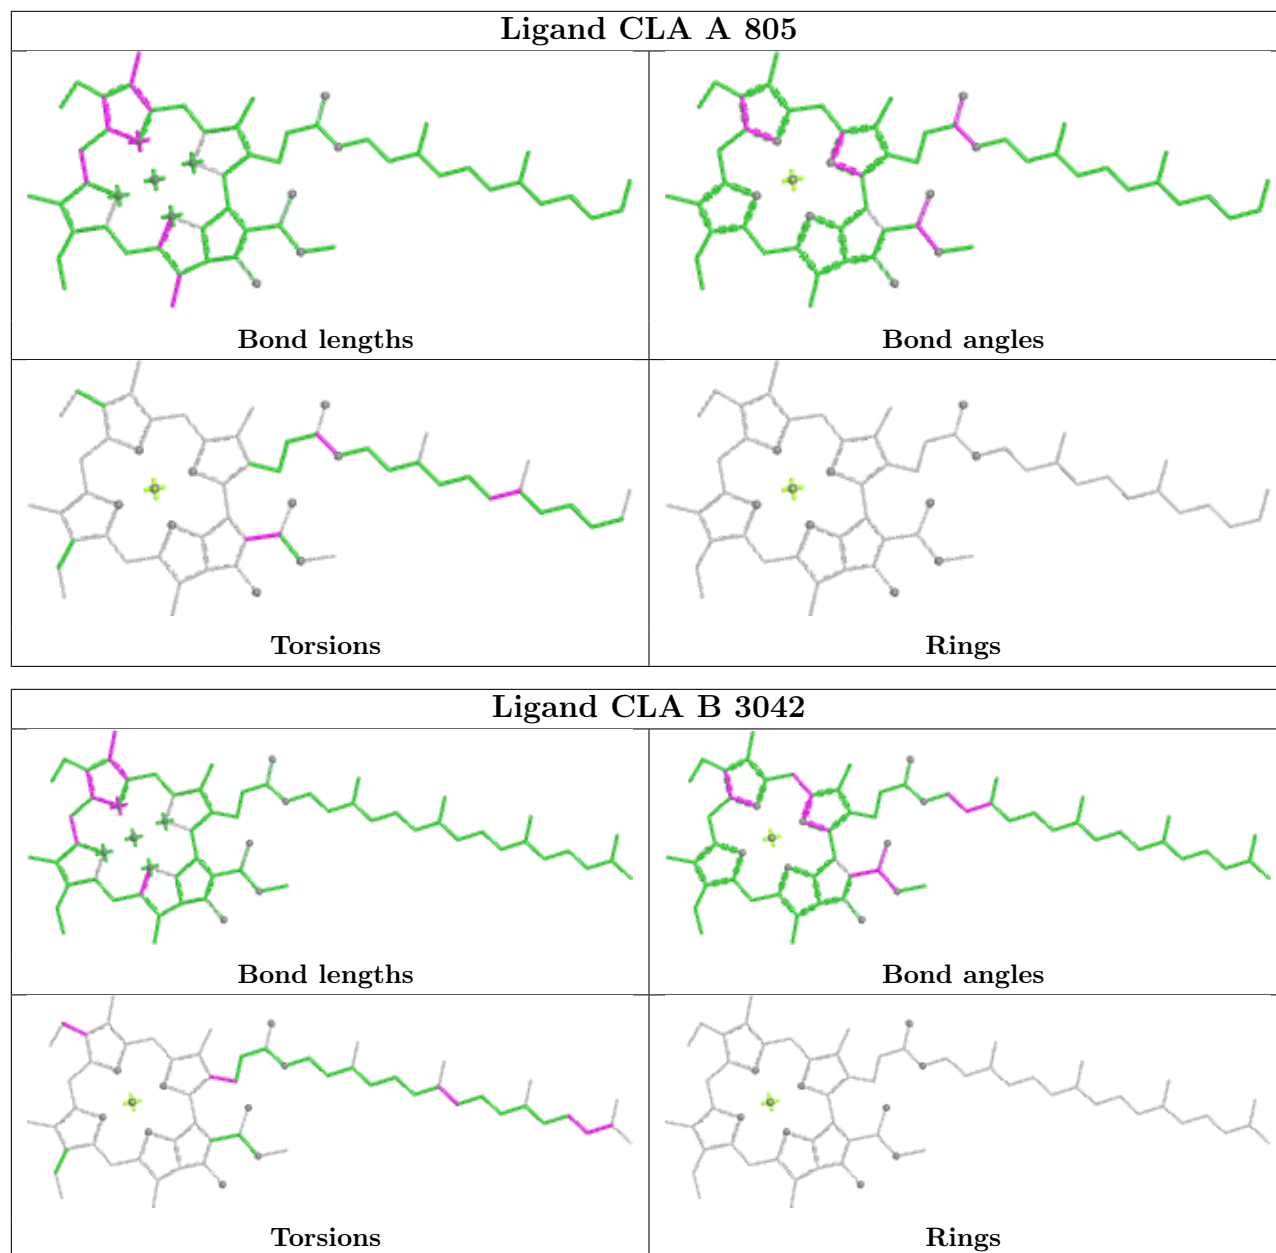 Ligand CLA A 805
Bond lengths
Bond angles
Torsions
Rings
Ligand CLA B 3042
Bond lengths
Bond angles
Torsions
Rings